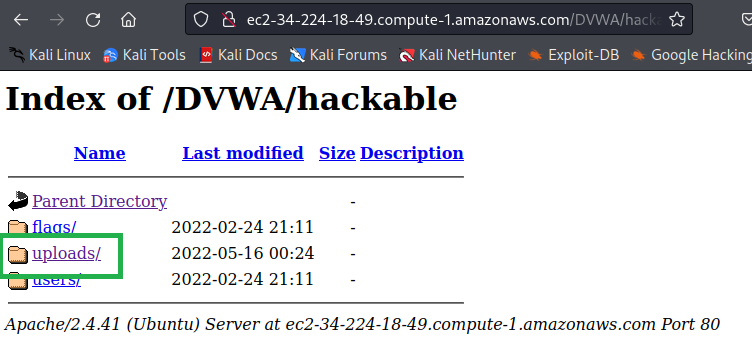 ec2-34-224-18-49.compute-1.amazonaws.com/DVWA/hacka
Kali Linux Kali Tools Kali Docs Kali Forums Kali NetHunter Exploit-DB Google Hacking
Index of /DVWA/hackable
Name Last modified Size Description
Parent Directory -
flags/ 2022-02-24 21:11 -
uploads/ 2022-05-16 00:24 -
users/ 2022-02-24 21:11 -
Apache/2.4.41 (Ubuntu) Server at ec2-34-224-18-49.compute-1.amazonaws.com Port 80